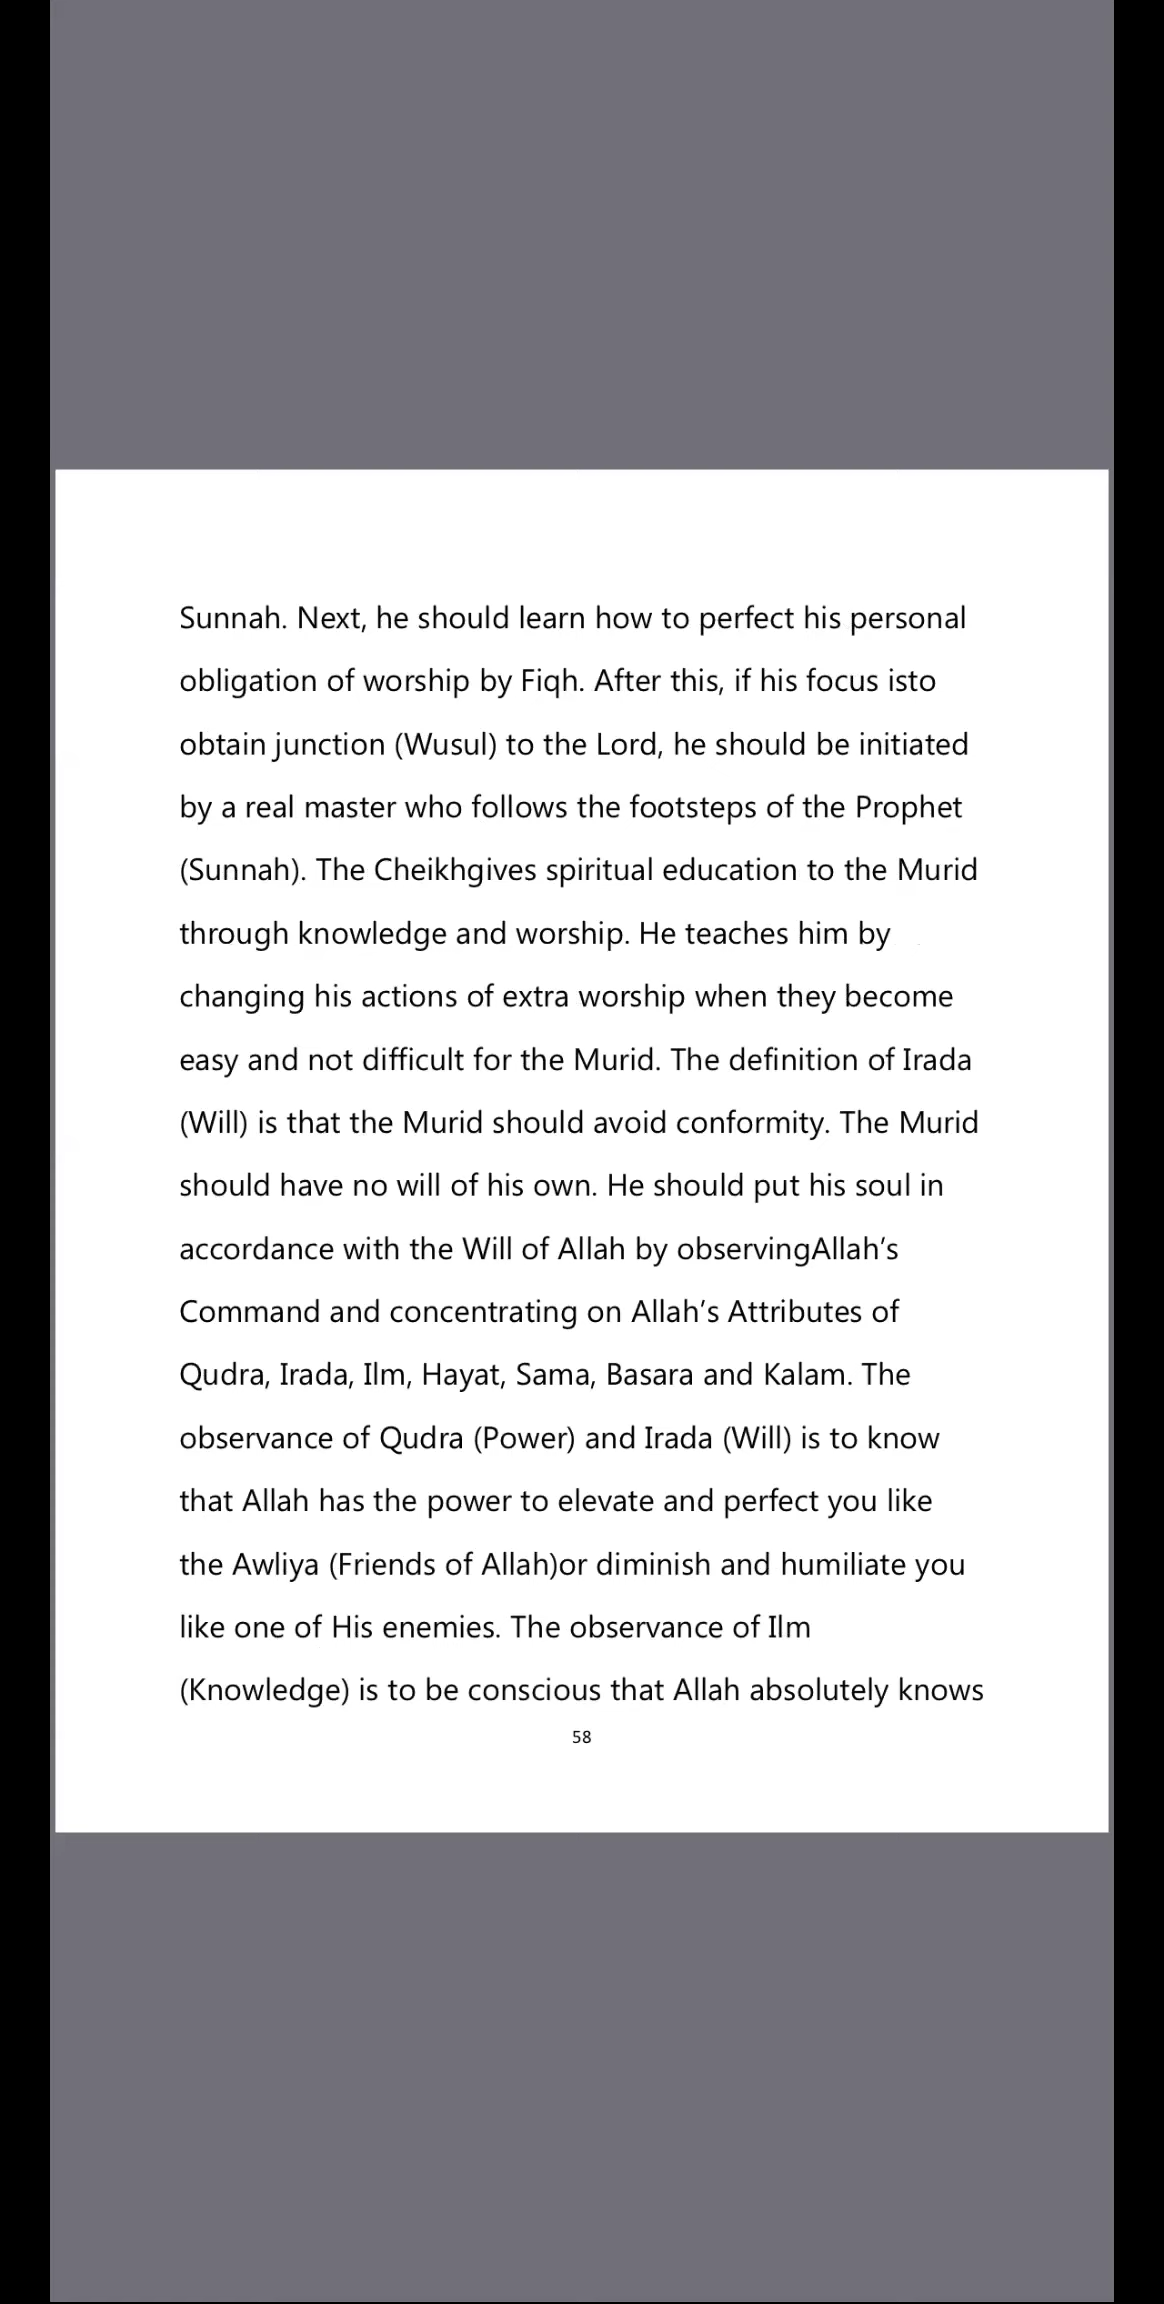 Sunnah. Next, he should learn how to perfect his personal
obligation of worship by Fiqh. After this, if his focus isto
obtain junction (Wusul) to the Lord, he should be initiated
by a real master who follows the footsteps of the Prophet
(Sunnah). The Cheikhgives spiritual education to the Murid
through knowledge and worship. He teaches him by
changing his actions of extra worship when they become
easy and not difficult for the Murid. The definition of Irada
(Will) is that the Murid should avoid conformity. The Murid
should have no will of his own. He should put his soul in
accordance with the Will of Allah by observingAllah’s
Command and concentrating on Allah’s Attributes of
Qudra, Irada, Ilm, Hayat, Sama, Basara and Kalam. The
observance of Qudra (Power) and Irada (Will) is to know
that Allah has the power to elevate and perfect you like
the Awliya (Friends of Allah)or diminish and humiliate you
like one of His enemies. The observance of Ilm
(Knowledge) is to be conscious that Allah absolutely knows
58